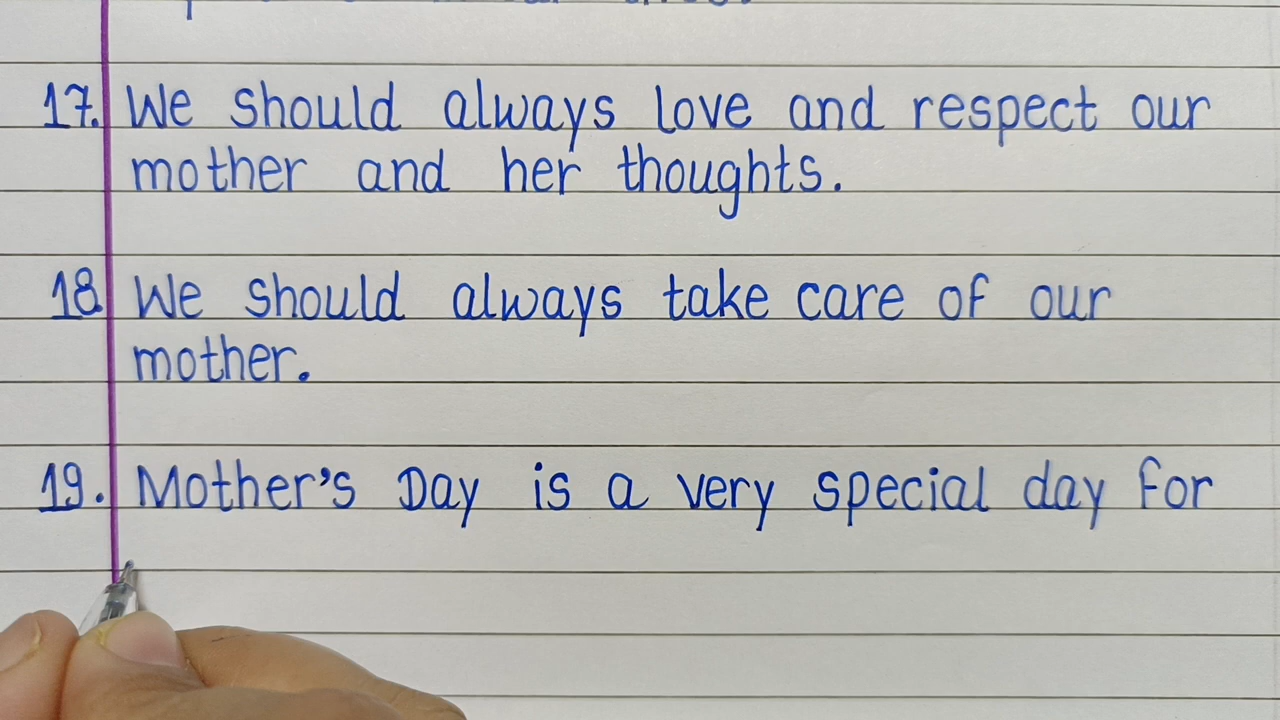 17. We should always love and respect our
mother and her thoughts.
18. We should always take care of our
mother.
19. Mother's Day is a very special day for